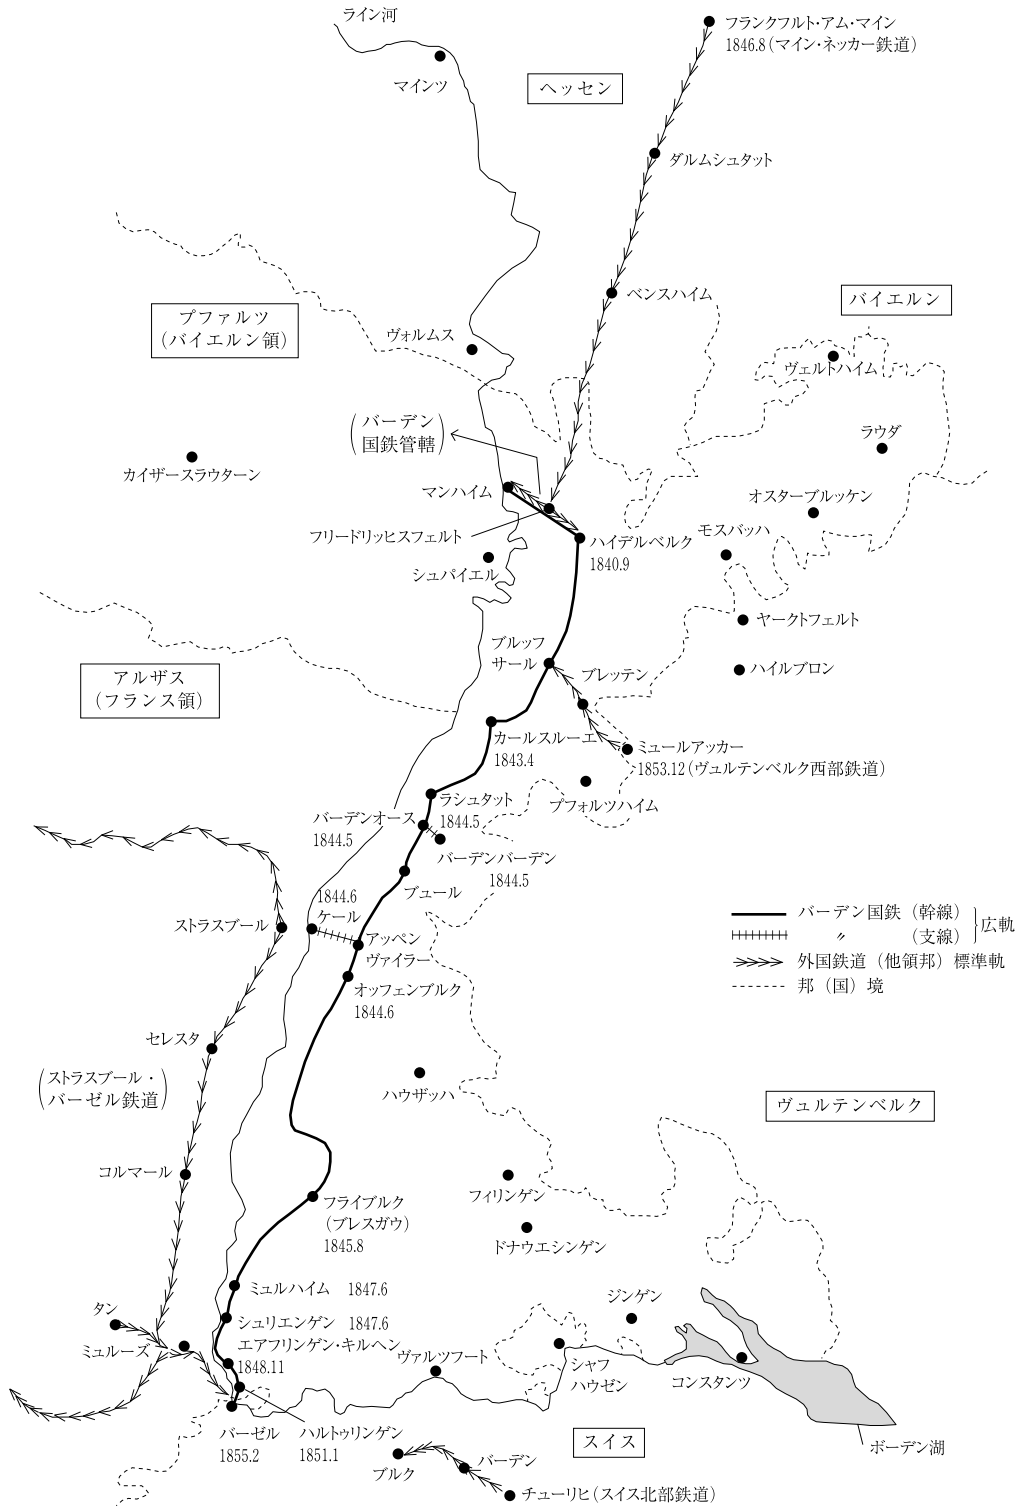 ライン河
フランクフルト・アム・マイン
1846.8（マイン・ネッカー鉄道）
マインツ
ヘッセン
ダルムシュタット
ベンスハイム
バイエルン
プファルツ
（バイエルン領）
ヴォルムス
ヴェルトハイム
（バーデン
国鉄管轄）
ラウダ
カイザースラウターン
マンハイム
オスターブルッケン
フリードリッヒスフェルト
モスバッハ
ハイデルベルク
1840.9
シュパイエル
ヤークトフェルト
ブルッフ
サール
ブレッテン
ハイルブロン
アルザス
（フランス領）
カールスルーエ
1843.4
ミュールアッカー
1853.12（ヴュルテンベルク西部鉄道）
プフォルツハイム
ラシュタット
1844.5
バーデンオース
1844.5
バーデンバーデン
1844.5
ブュール
1844.6
ケール
ストラスブール
アッペン
ヴァイラー
バーデン国鉄（幹線）
〃　（支線）
広軌
外国鉄道（他領邦）標準軌
邦（国）境
オッフェンブルク
1844.6
セレスタ
（ストラスブール・
バーゼル鉄道）
ハウザッハ
ヴュルテンベルク
コルマール
フィリンゲン
フライブルク
（ブレスガウ）
1845.8
ドナウエシンゲン
ミュルハイム　1847.6
タン
シュリエンゲン　1847.6
ジンゲン
ミュルーズ
エアフリンゲン・キルヘン
1848.11
ヴァルツフート
シャフ
ハウゼン
コンスタンツ
バーゼル
1855.2
ハルトゥリンゲン
1851.1
スイス
ボーデン湖
ブルク
バーデン
チューリヒ（スイス北部鉄道）